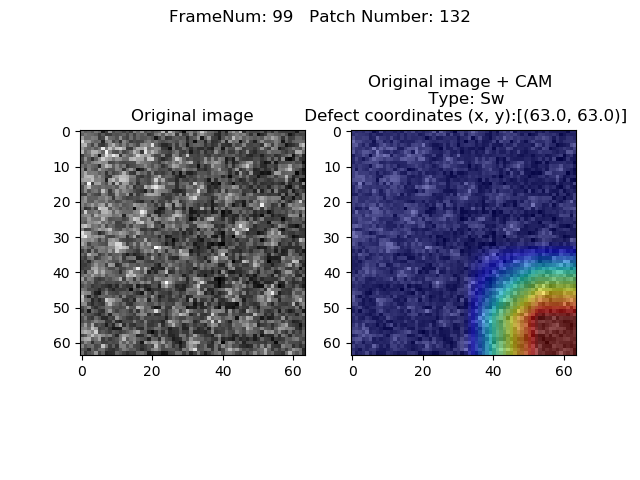 FrameNum: 99   Patch Number: 132
Original image
Original image + CAM
Type: Sw
Defect coordinates (x, y):[(63.0, 63.0)]
0
10
20
30
40
50
60
0 20 40 60
0
10
20
30
40
50
60
0 20 40 60